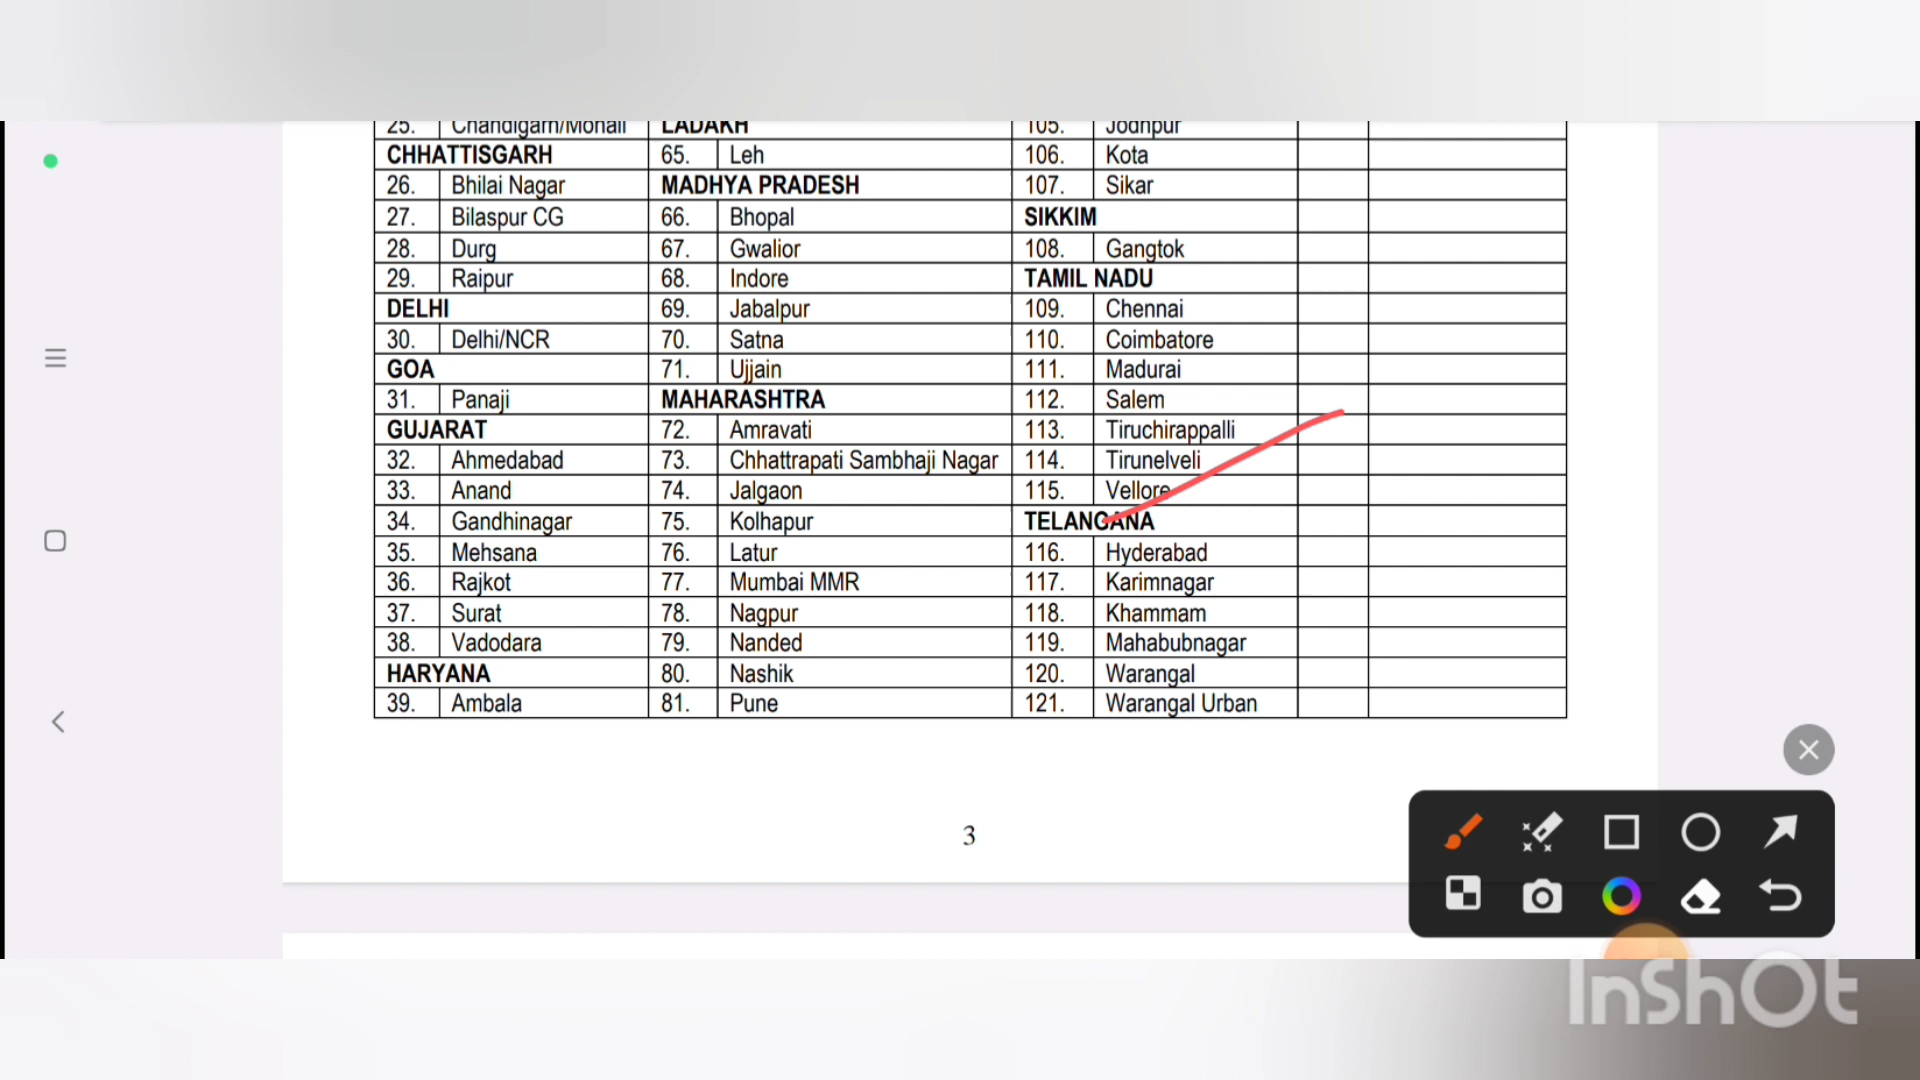 25. Chandigarh/Mohali LADAKH 105. Jodhpur
CHHATTISGARH 65. Leh 106. Kota
26. Bhilai Nagar MADHYA PRADESH 107. Sikar
27. Bilaspur CG 66. Bhopal SIKKIM
28. Durg 67. Gwalior 108. Gangtok
29. Raipur 68. Indore TAMIL NADU
DELHI 69. Jabalpur 109. Chennai
30. Delhi/NCR 70. Satna 110. Coimbatore
GOA 71. Ujjain 111. Madurai
31. Panaji MAHARASHTRA 112. Salem
GUJARAT 72. Amravati 113. Tiruchirappalli
32. Ahmedabad 73. Chhattrapati Sambhaji Nagar 114. Tirunelveli
33. Anand 74. Jalgaon 115. Vellore
34. Gandhinagar 75. Kolhapur TELANGANA
35. Mehsana 76. Latur 116. Hyderabad
36. Rajkot 77. Mumbai MMR 117. Karimnagar
37. Surat 78. Nagpur 118. Khammam
38. Vadodara 79. Nanded 119. Mahabubnagar
HARYANA 80. Nashik 120. Warangal
39. Ambala 81. Pune 121. Warangal Urban
3
InShOt